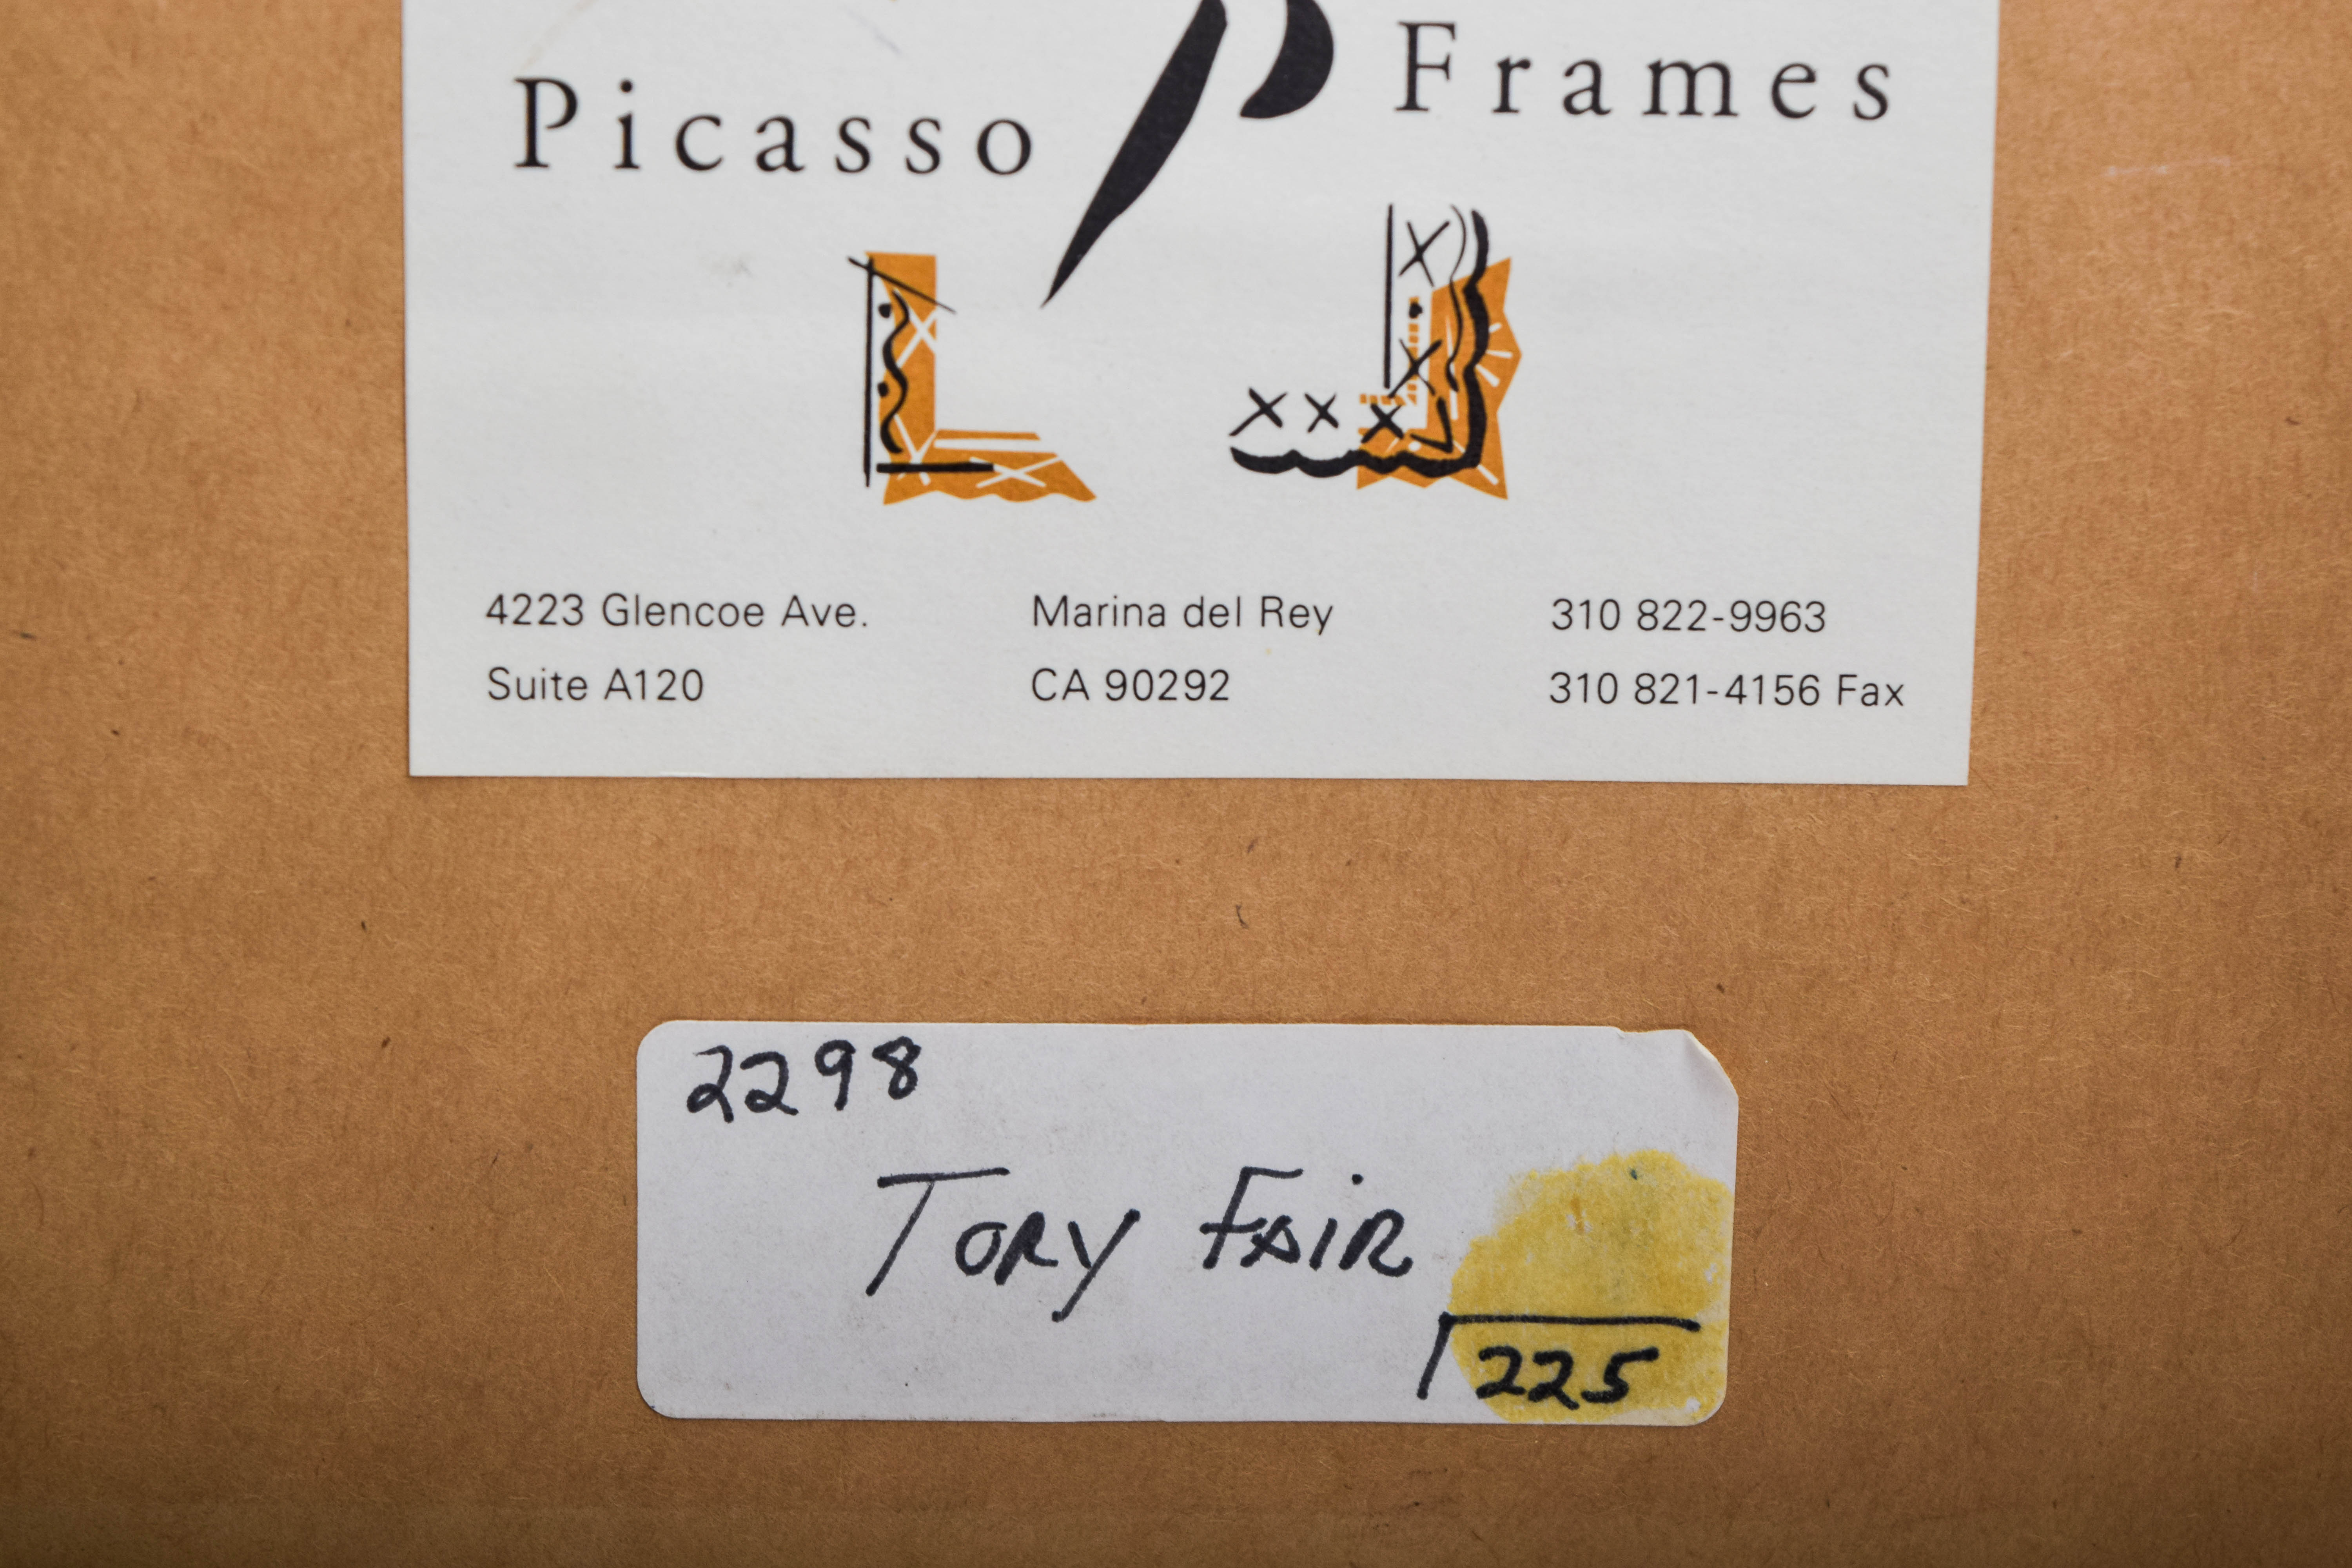 Picasso Frames
4223 Glencoe Ave. Marina del Rey 310 822-9963
Suite A120 CA 90292 310 821-4156 Fax
2298
TORY FAIR
225